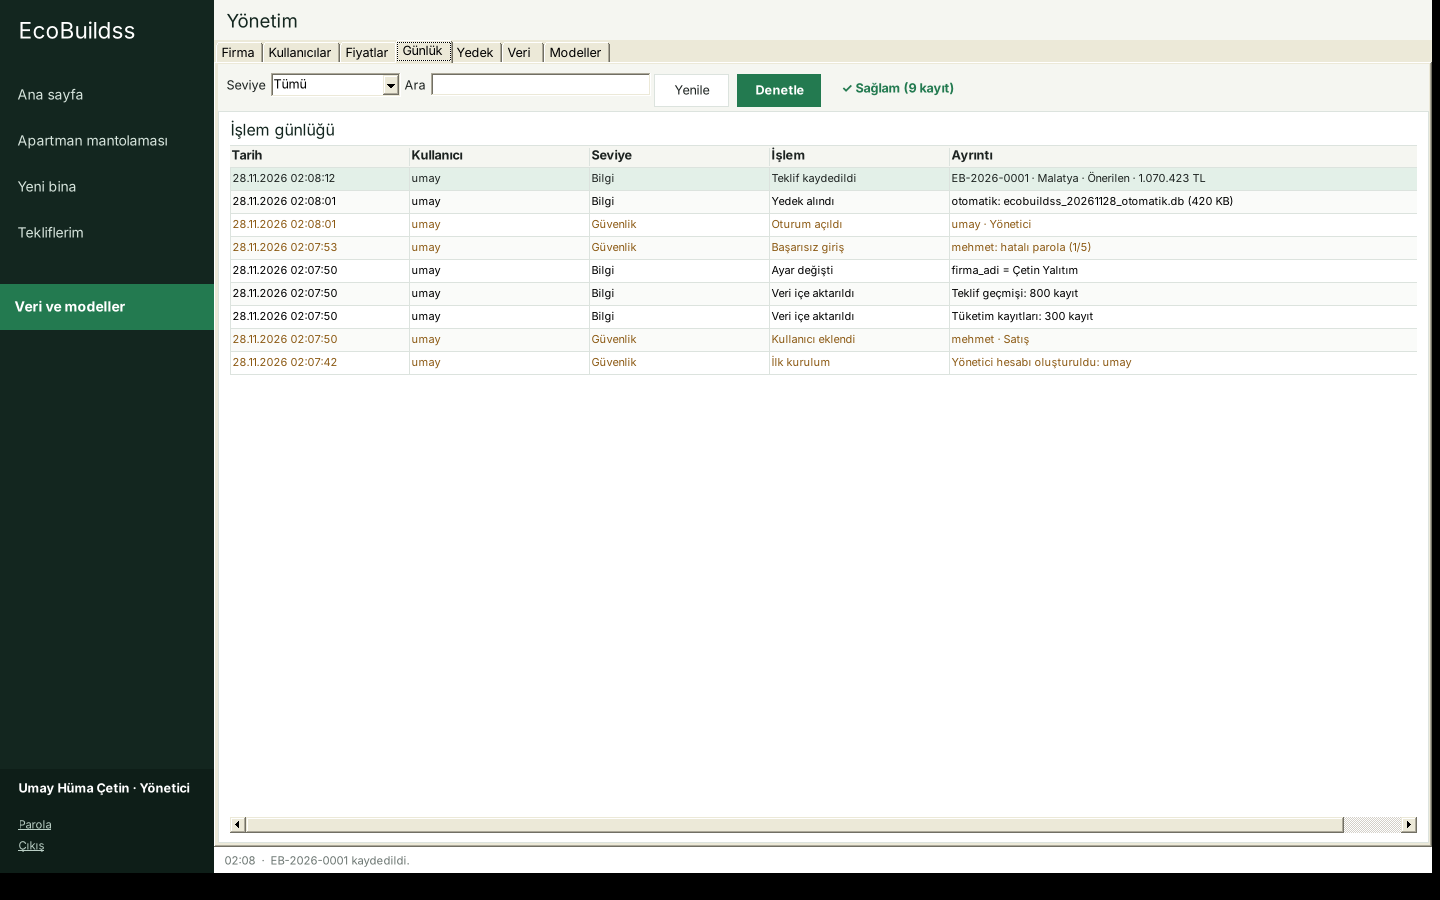 EcoBuildss
Ana sayfa
Apartman mantolaması
Yeni bina
Tekliflerim
Veri ve modeller
Umay Hüma Çetin · Yönetici
Parola
Çıkış
Yönetim
Firma Kullanıcılar Fiyatlar Günlük Yedek Veri Modeller
Seviye Tümü Ara Yenile Denetle ✓ Sağlam (9 kayıt)
İşlem günlüğü
Tarih Kullanıcı Seviye İşlem Ayrıntı
28.11.2026 02:08:12 umay Bilgi Teklif kaydedildi EB-2026-0001 · Malatya · Önerilen · 1.070.423 TL
28.11.2026 02:08:01 umay Bilgi Yedek alındı otomatik: ecobuildss_20261128_otomatik.db (420 KB)
28.11.2026 02:08:01 umay Güvenlik Oturum açıldı umay · Yönetici
28.11.2026 02:07:53 umay Güvenlik Başarısız giriş mehmet: hatalı parola (1/5)
28.11.2026 02:07:50 umay Bilgi Ayar değişti firma_adi = Çetin Yalıtım
28.11.2026 02:07:50 umay Bilgi Veri içe aktarıldı Teklif geçmişi: 800 kayıt
28.11.2026 02:07:50 umay Bilgi Veri içe aktarıldı Tüketim kayıtları: 300 kayıt
28.11.2026 02:07:50 umay Güvenlik Kullanıcı eklendi mehmet · Satış
28.11.2026 02:07:42 umay Güvenlik İlk kurulum Yönetici hesabı oluşturuldu: umay
02:08 · EB-2026-0001 kaydedildi.